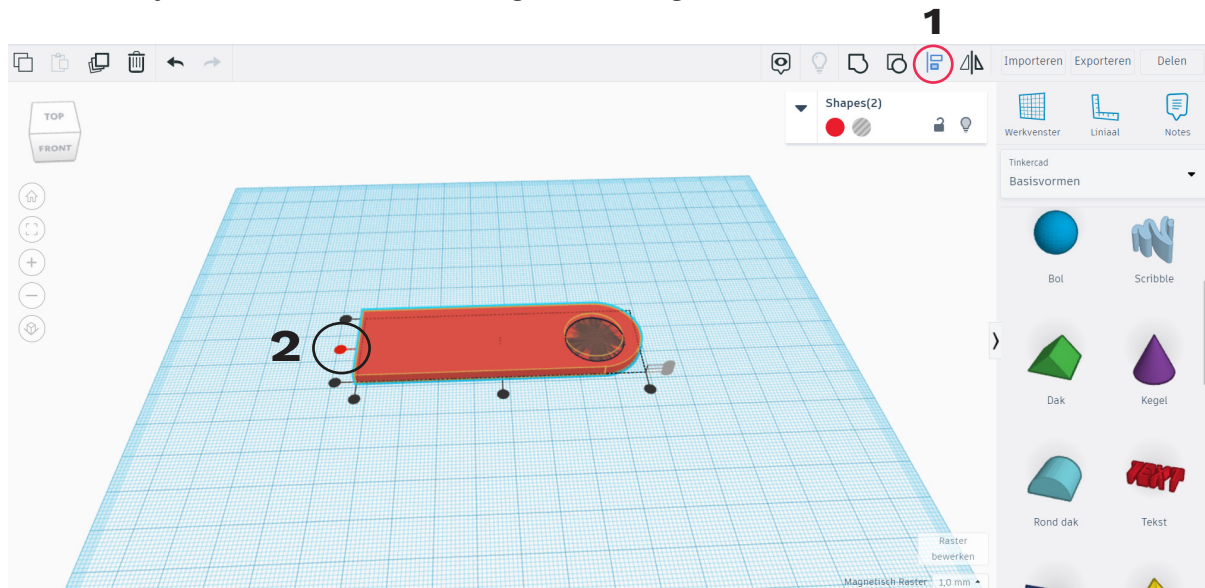 1
Importeren Exporteren Delen
TOP
FRONT
Shapes(2)
Werkvenster Liniaal Notes
Tinkercad
Basisvormen
Bol Scribble
2
Dak Kegel
TEXT
Rond dak Tekst
Raster
bewerken
Magnetisch Raster 1,0 mm